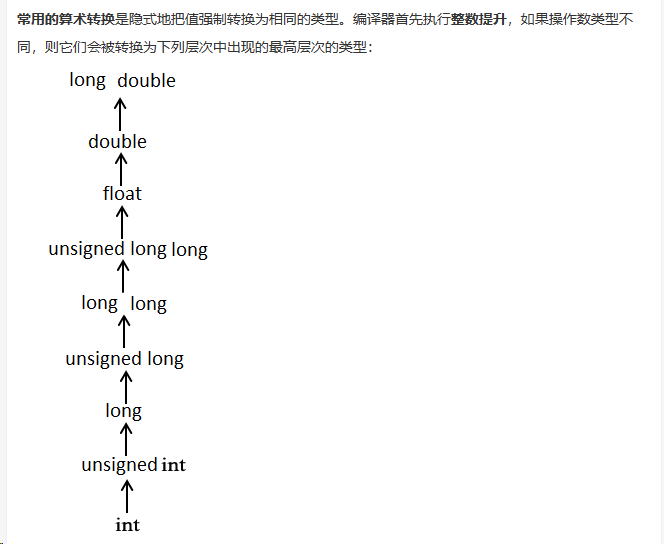 常用的算术转换是隐式地把值强制转换为相同的类型。编译器首先执行整数提升，如果操作数类型不
同，则它们会被转换为下列层次中出现的最高层次的类型：
long double
double
float
unsigned long long
long long
unsigned long
long
unsigned int
int